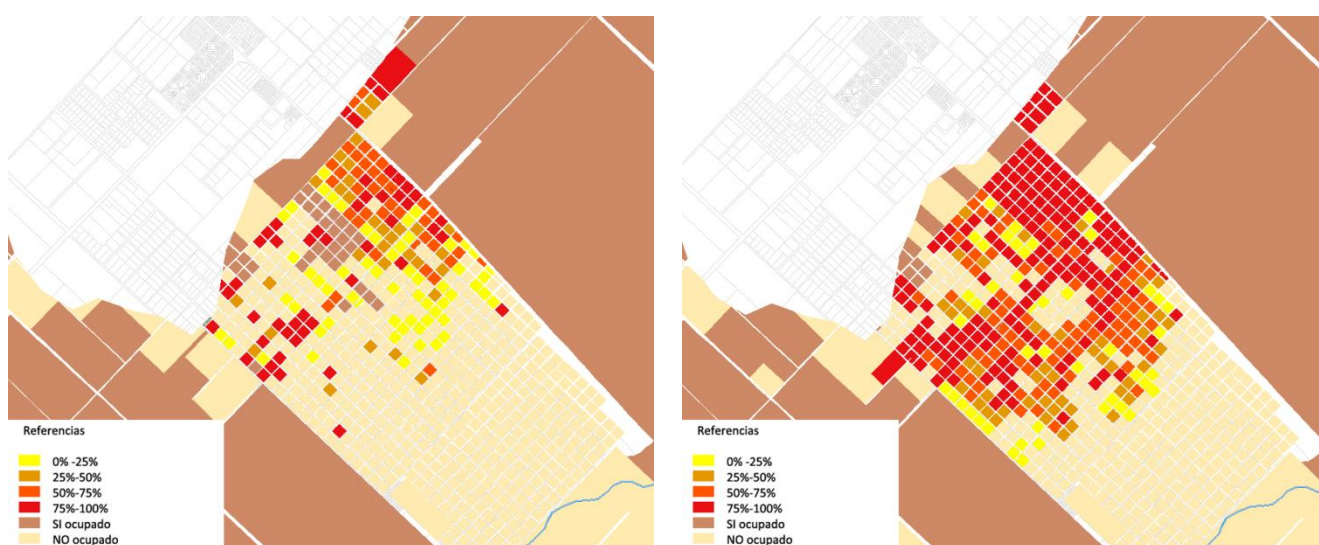 Referencias
0% -25%
25%-50%
50%-75%
75%-100%
SI ocupado
NO ocupado
Referencias
0% -25%
25%-50%
50%-75%
75%-100%
SI ocupado
NO ocupado